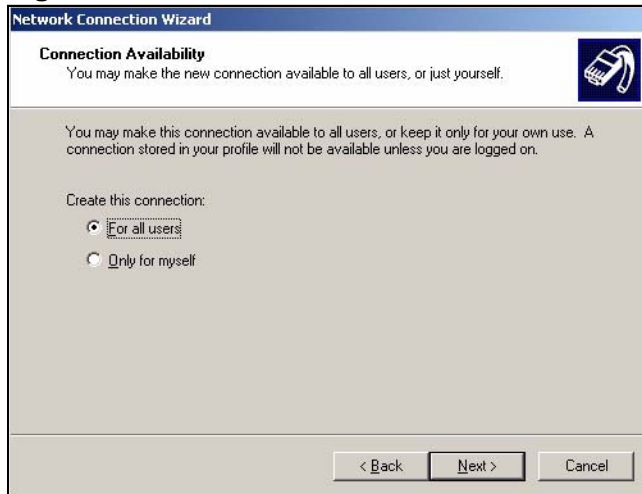 Network Connection Wizard
Connection Availability
You may make the new connection available to all users, or just yourself.
You may make this connection available to all users, or keep it only for your own use. A
connection stored in your profile will not be available unless you are logged on.
Create this connection:
For all users
Only for myself
< Back Next > Cancel